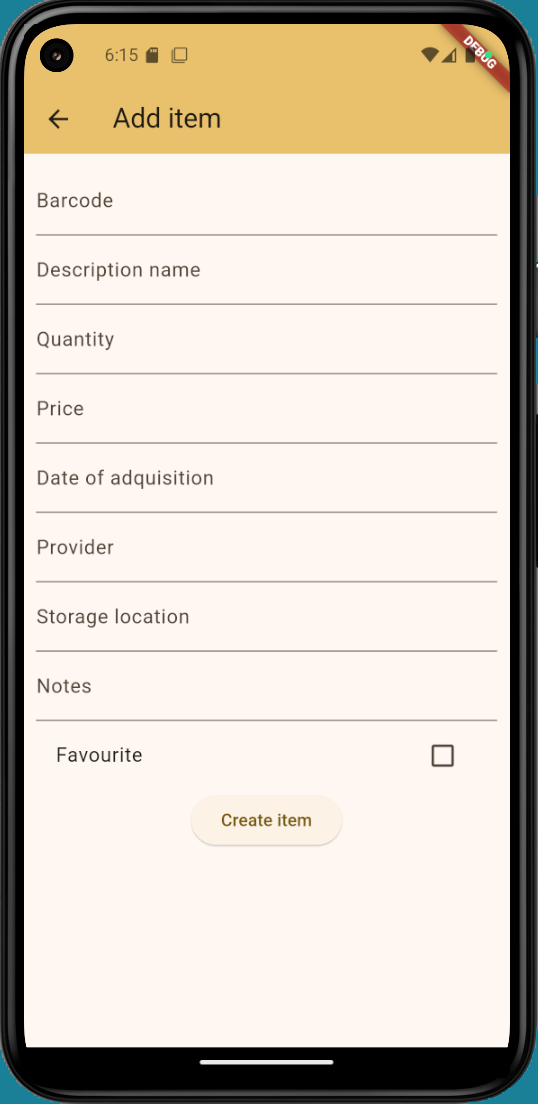 6:15
DEBUG
Add item
Barcode
Description name
Quantity
Price
Date of adquisition
Provider
Storage location
Notes
Favourite
Create item